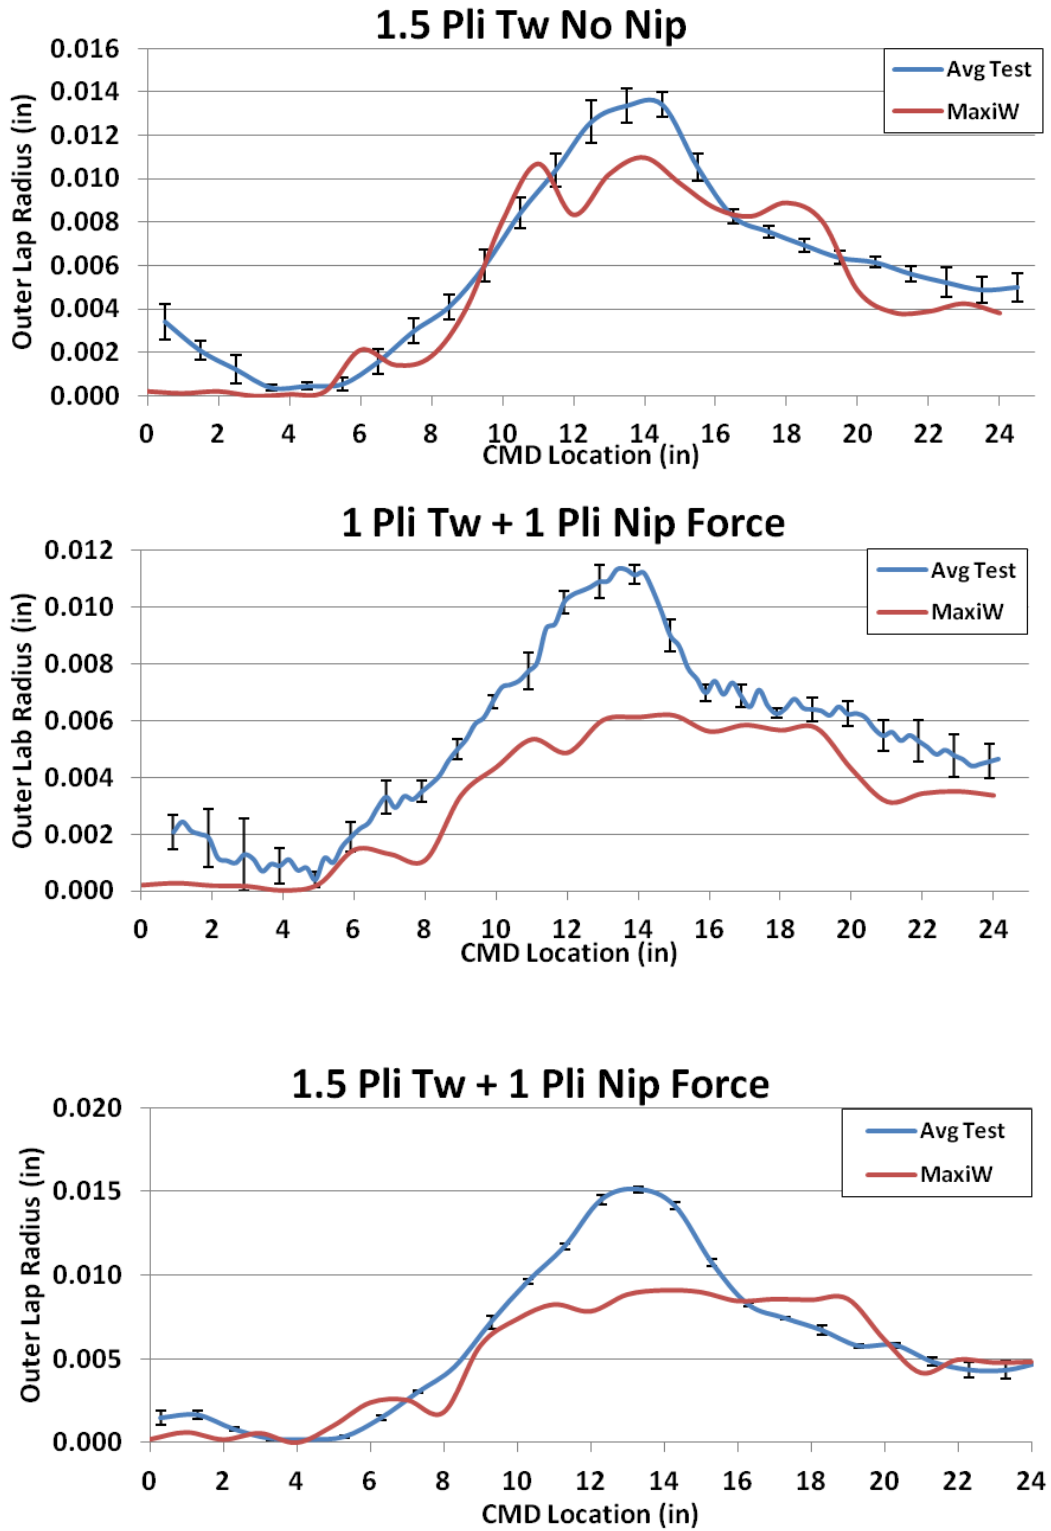 1.5 Pli Tw No Nip
Outer Lap Radius (in)
0.016
0.014
0.012
0.010
0.008
0.006
0.004
0.002
0.000
Avg Test
MaxiW
0 2 4 6 8 10 12 14 16 18 20 22 24
CMD Location (in)
1 Pli Tw + 1 Pli Nip Force
Outer Lab Radius (in)
0.012
0.010
0.008
0.006
0.004
0.002
0.000
Avg Test
MaxiW
0 2 4 6 8 10 12 14 16 18 20 22 24
CMD Location (in)
1.5 Pli Tw + 1 Pli Nip Force
Outer Lap Radius (in)
0.020
0.015
0.010
0.005
0.000
Avg Test
MaxiW
0 2 4 6 8 10 12 14 16 18 20 22 24
CMD Location (in)